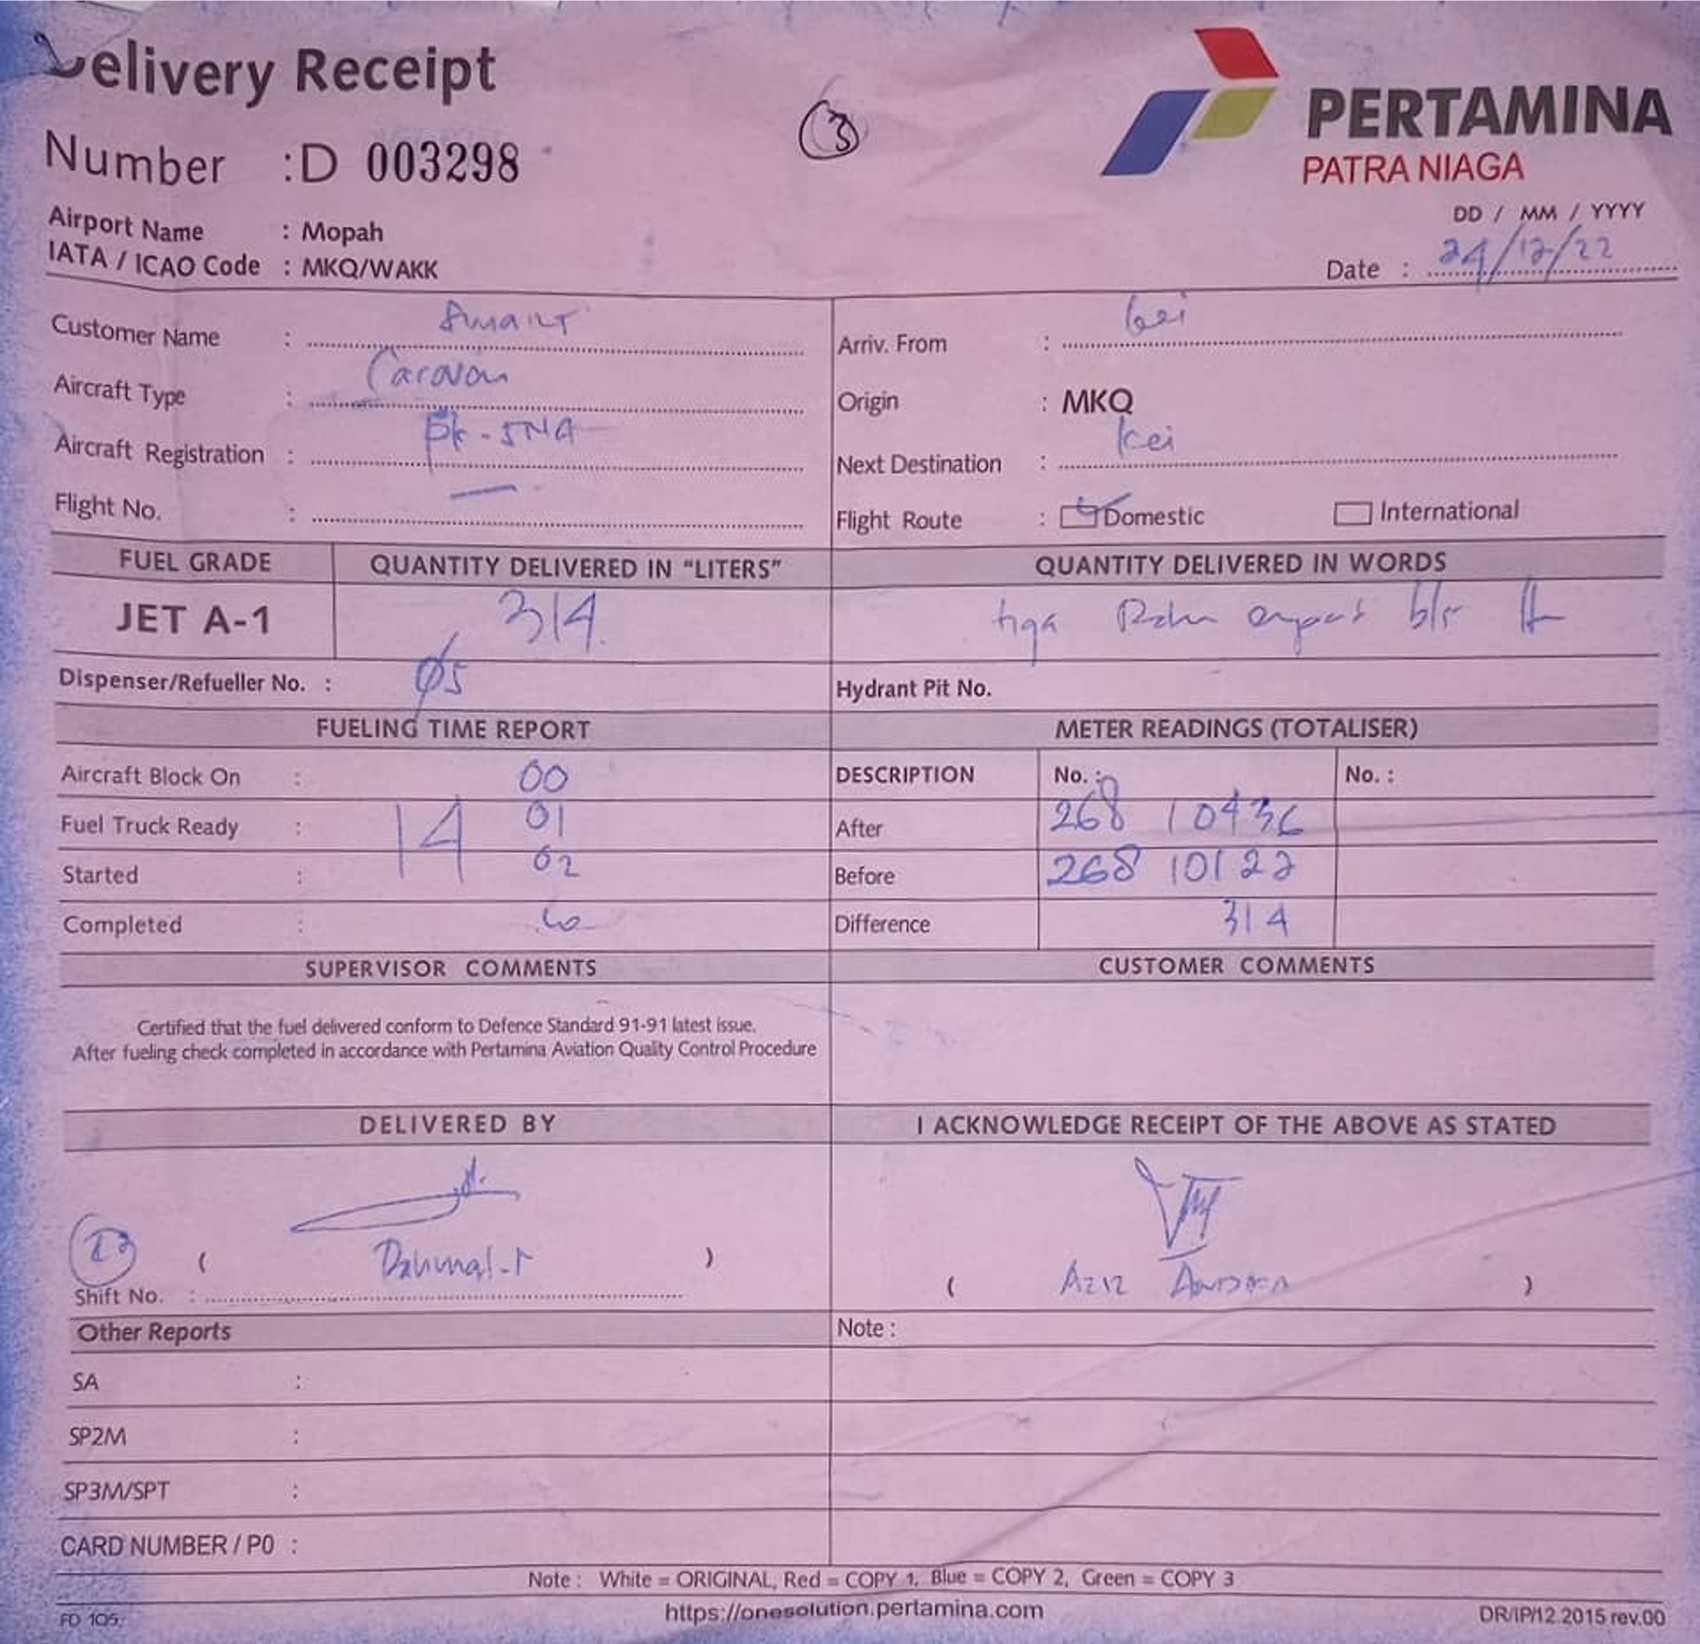 Delivery Receipt
Number : D 003298
3
PERTAMINA
PATRA NIAGA
Airport Name : Mopah
IATA / ICAO Code : MKQ/WAKK
DD / MM / YYYY
Date : 24/12/22
Customer Name : Smart
Aircraft Type : Caravan
Aircraft Registration : PK-SNA
Flight No. : —
Arriv. From : kei
Origin : MKQ
Next Destination : kei
Flight Route : Domestic International
FUEL GRADE QUANTITY DELIVERED IN "LITERS" QUANTITY DELIVERED IN WORDS
JET A-1 314 tiga
Dispenser/Refueller No. : 05 Hydrant Pit No.
FUELING TIME REPORT METER READINGS (TOTALISER)
Aircraft Block On : 00 DESCRIPTION No. : No. :
Fuel Truck Ready : 14 01 After 268 10436
Started : 02 Before 268 10122
Completed : Difference 314
SUPERVISOR COMMENTS CUSTOMER COMMENTS
Certified that the fuel delivered conform to Defence Standard 91-91 latest issue.
After fueling check completed in accordance with Pertamina Aviation Quality Control Procedure
DELIVERED BY I ACKNOWLEDGE RECEIPT OF THE ABOVE AS STATED
( )
Shift No. :
( Aziz )
Other Reports Note :
SA :
SP2M :
SP3M/SPT :
CARD NUMBER / P0 :
Note : White = ORIGINAL, Red = COPY 1, Blue = COPY 2, Green = COPY 3
FD 105
https://onesolution.pertamina.com
DR/IP/12.2015 rev.00